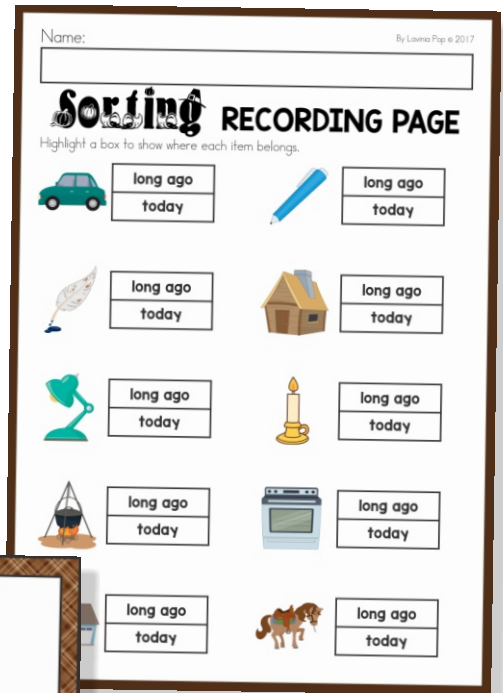 Name:
By Lavinia Pop © 2017
Sorting RECORDING PAGE
Highlight a box to show where each item belongs.
long ago
today
long ago
today
long ago
today
long ago
today
long ago
today
long ago
today
long ago
today
long ago
today
long ago
today
long ago
today